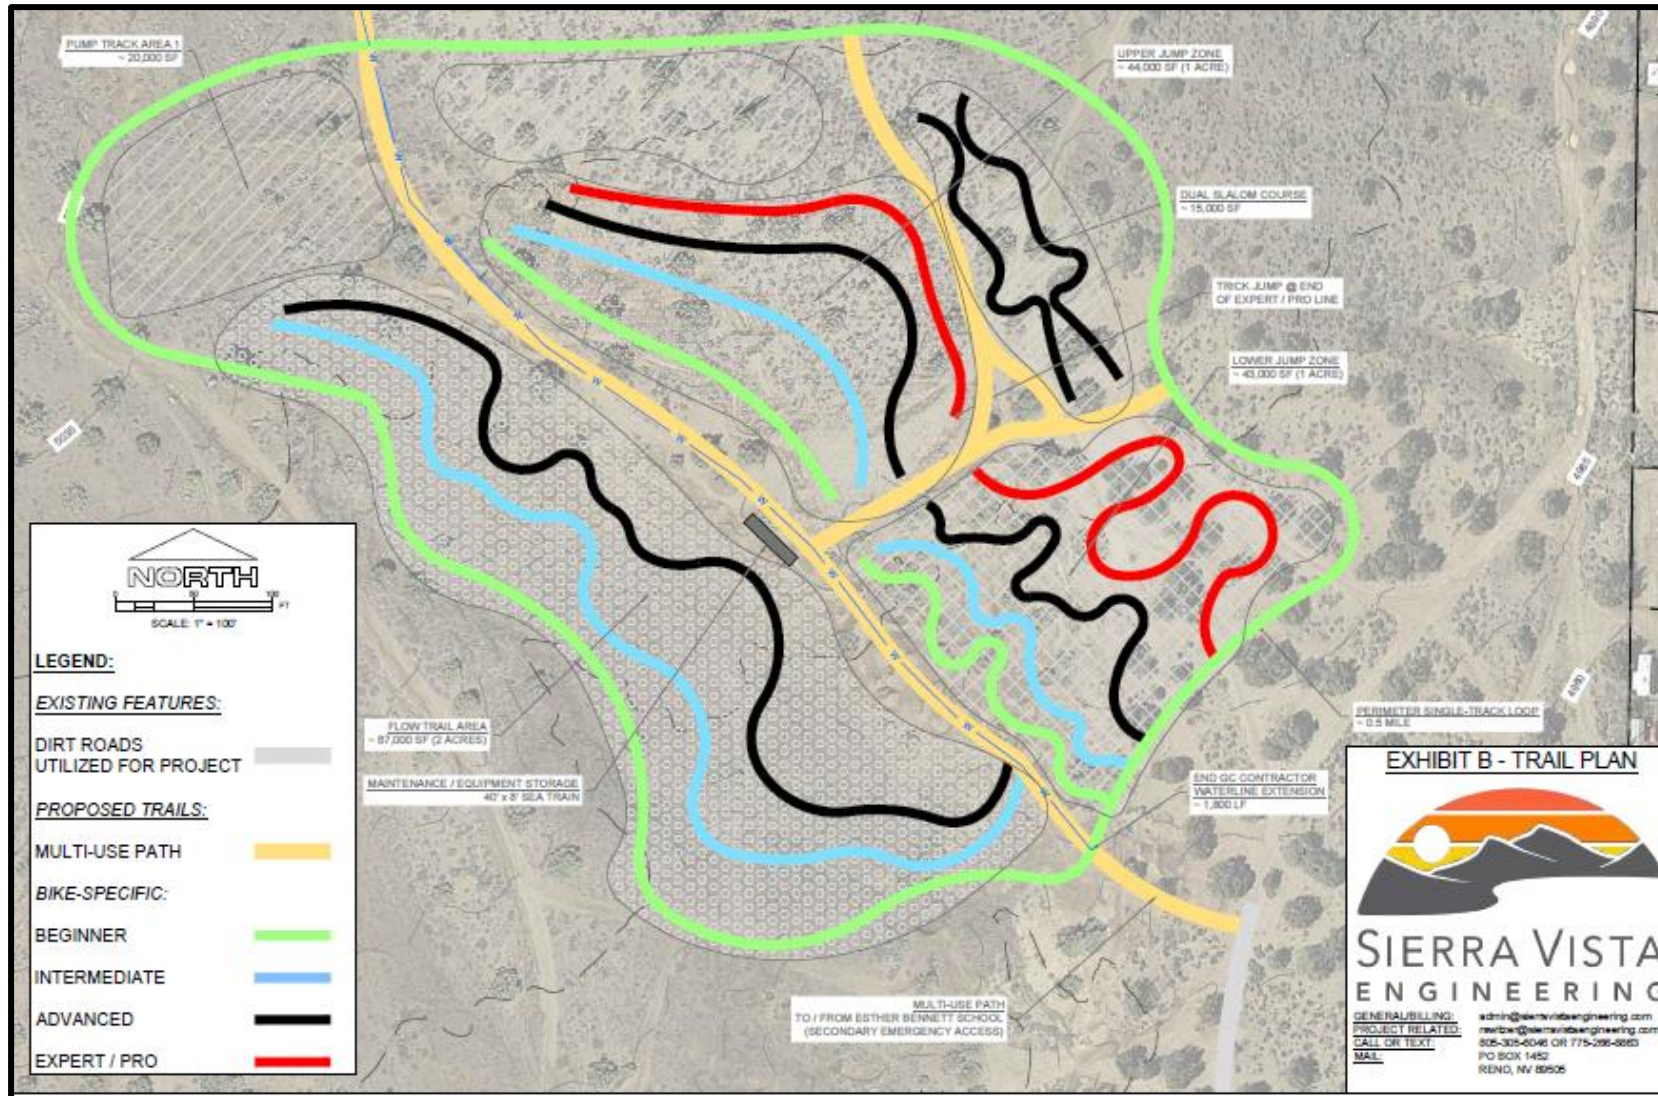 PUMP TRACK AREA 1
~ 20,000 SF
UPPER JUMP ZONE
~ 44,000 SF (1 ACRE)
DUAL SLALOM COURSE
~ 15,000 SF
TRICK JUMP @ END
OF EXPERT / PRO LINE
LOWER JUMP ZONE
~ 43,000 SF (1 ACRE)
4965
4980
PERIMETER SINGLE-TRACK LOOP
~ 0.5 MILE
END GC CONTRACTOR
WATERLINE EXTENSION
~ 1,800 LF
FLOW TRAIL AREA
~ 87,000 SF (2 ACRES)
MAINTENANCE / EQUIPMENT STORAGE
40' x 8' SEA TRAIN
MULTI-USE PATH
TO / FROM ESTHER BENNETT SCHOOL
(SECONDARY EMERGENCY ACCESS)
W W W W W W W W W W W
NORTH
0 50 100
FT
SCALE: 1" = 100'
LEGEND:
EXISTING FEATURES:
DIRT ROADS
UTILIZED FOR PROJECT
PROPOSED TRAILS:
MULTI-USE PATH
BIKE-SPECIFIC:
BEGINNER
INTERMEDIATE
ADVANCED
EXPERT / PRO
EXHIBIT B - TRAIL PLAN
SIERRA VISTA
ENGINEERING
GENERAL/BILLING: admin@sierravistaengineering.com
PROJECT RELATED:
CALL OR TEXT:
MAIL: PO BOX 1452
RENO, NV 89505